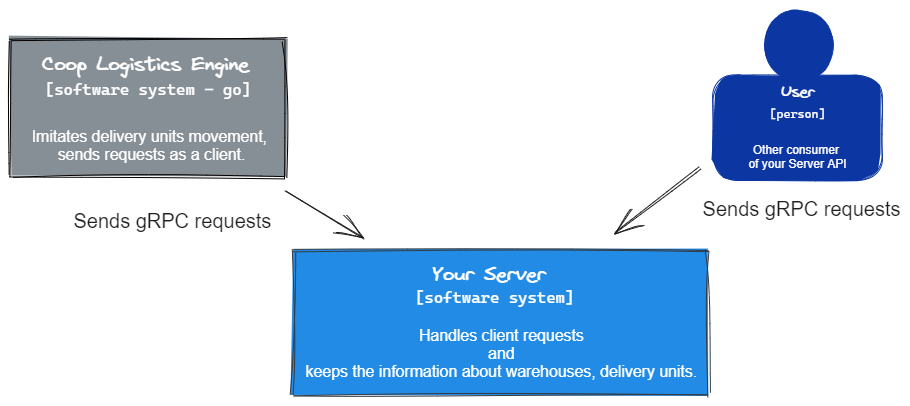 Coop Logistics Engine
[software system - go]
Imitates delivery units movement,
sends requests as a client.
User
[person]
Other consumer
of your Server API
Sends gRPC requests
Sends gRPC requests
Your Server
[software system]
Handles client requests
and
keeps the information about warehouses, delivery units.